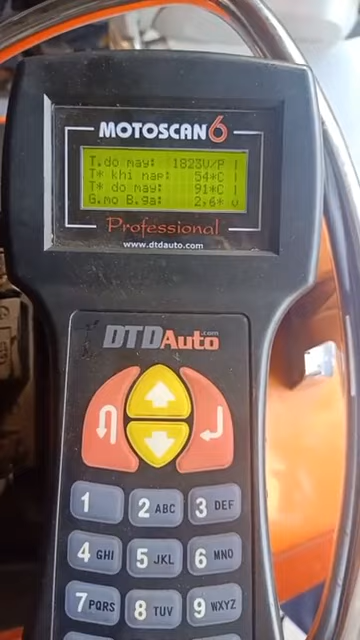 MOTOSCAN6
T.do may: 1823V/P |
T* khi nap: 54*C |
T* do may: 91*C |
G.mo B.ga: 2,6* v
Professional
www.dtdauto.com
DTDAuto.com
1
2 ABC
3 DEF
4 GHI
5 JKL
6 MNO
7 PQRS
8 TUV
9 WXYZ